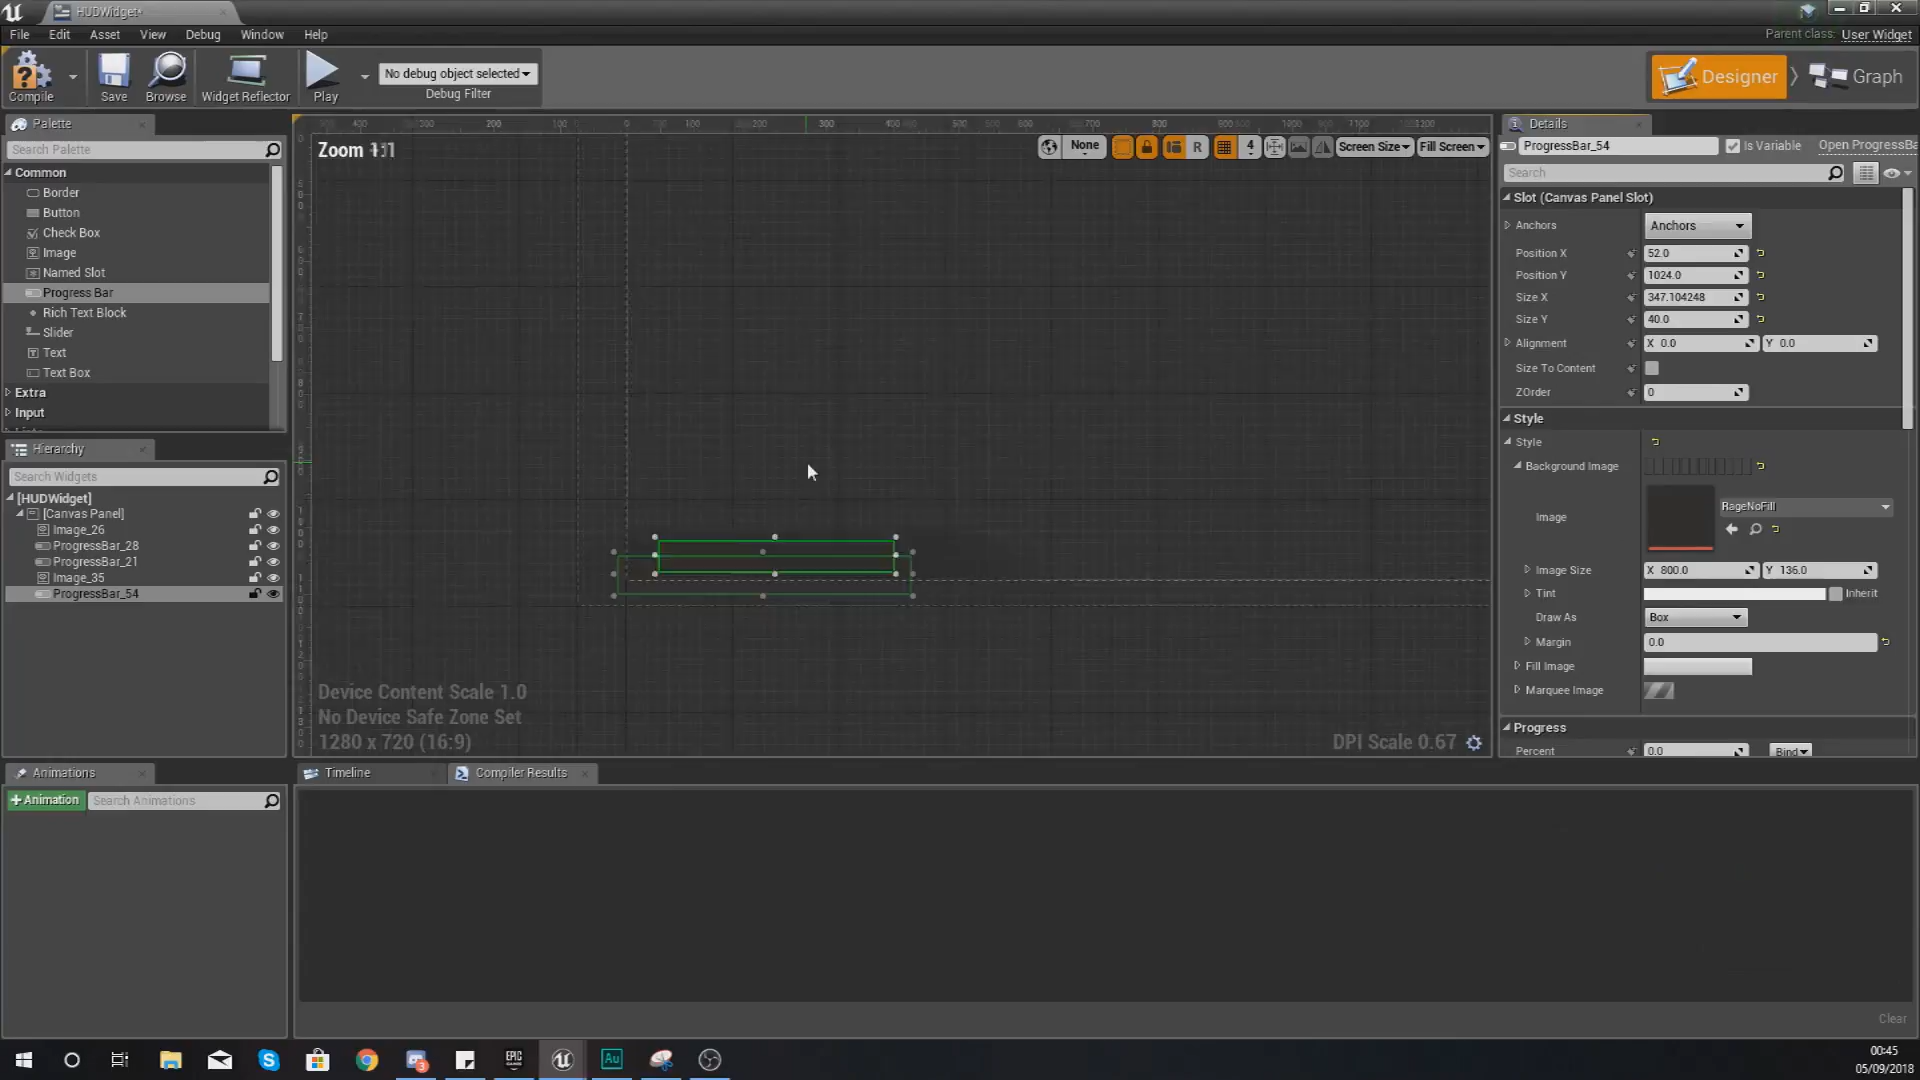 HUDWidget*
File Edit Asset View Debug Window Help
Parent class: User Widget
Compile Save Browse Widget Reflector Play
No debug object selected
Debug Filter
Designer Graph
Palette
Search Palette
Common
Border
Button
Check Box
Image
Named Slot
Progress Bar
Rich Text Block
Slider
Text
Text Box
Extra
Input
Hierarchy
Search Widgets
[HUDWidget]
[Canvas Panel]
Image_26
ProgressBar_28
ProgressBar_21
Image_35
ProgressBar_54
Animations
+Animation Search Animations
Zoom 1:1
None R 4 Screen Size Fill Screen
Device Content Scale 1.0
No Device Safe Zone Set
1280 x 720 (16:9)
DPI Scale 0.67
Details
ProgressBar_54 Is Variable Open ProgressBa
Search
Slot (Canvas Panel Slot)
Anchors Anchors
Position X 52.0
Position Y 1024.0
Size X 347.104248
Size Y 40.0
Alignment X 0.0 Y 0.0
Size To Content
ZOrder 0
Style
Style
Background Image
Image RageNoFill
Image Size X 800.0 Y 136.0
Tint Inherit
Draw As Box
Margin 0.0
Fill Image
Marquee Image
Progress
Percent 0.0 Bind
Timeline Compiler Results
Clear
EPIC GAMES
Au
3
00:45
05/09/2018